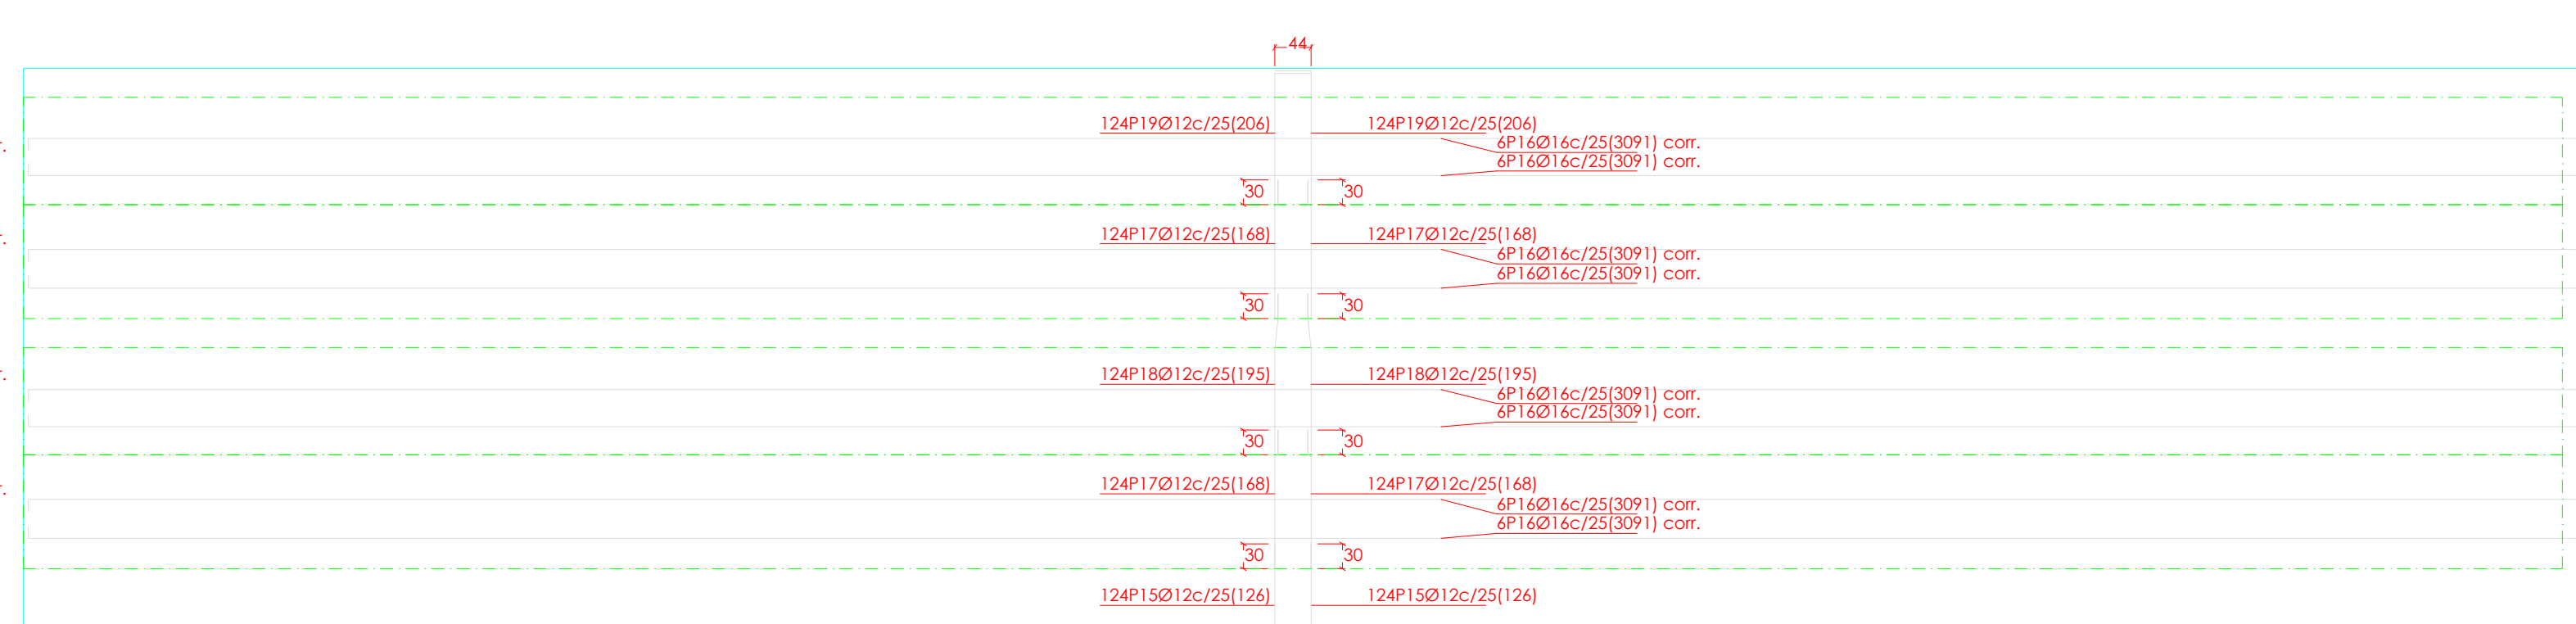 44
124P19Ø12c/25(206) 124P19Ø12c/25(206)
r. 6P16Ø16c/25(3091) corr.
6P16Ø16c/25(3091) corr.
30 30
r. 124P17Ø12c/25(168) 124P17Ø12c/25(168)
6P16Ø16c/25(3091) corr.
6P16Ø16c/25(3091) corr.
30 30
r. 124P18Ø12c/25(195) 124P18Ø12c/25(195)
6P16Ø16c/25(3091) corr.
6P16Ø16c/25(3091) corr.
30 30
r. 124P17Ø12c/25(168) 124P17Ø12c/25(168)
6P16Ø16c/25(3091) corr.
6P16Ø16c/25(3091) corr.
30 30
124P15Ø12c/25(126) 124P15Ø12c/25(126)